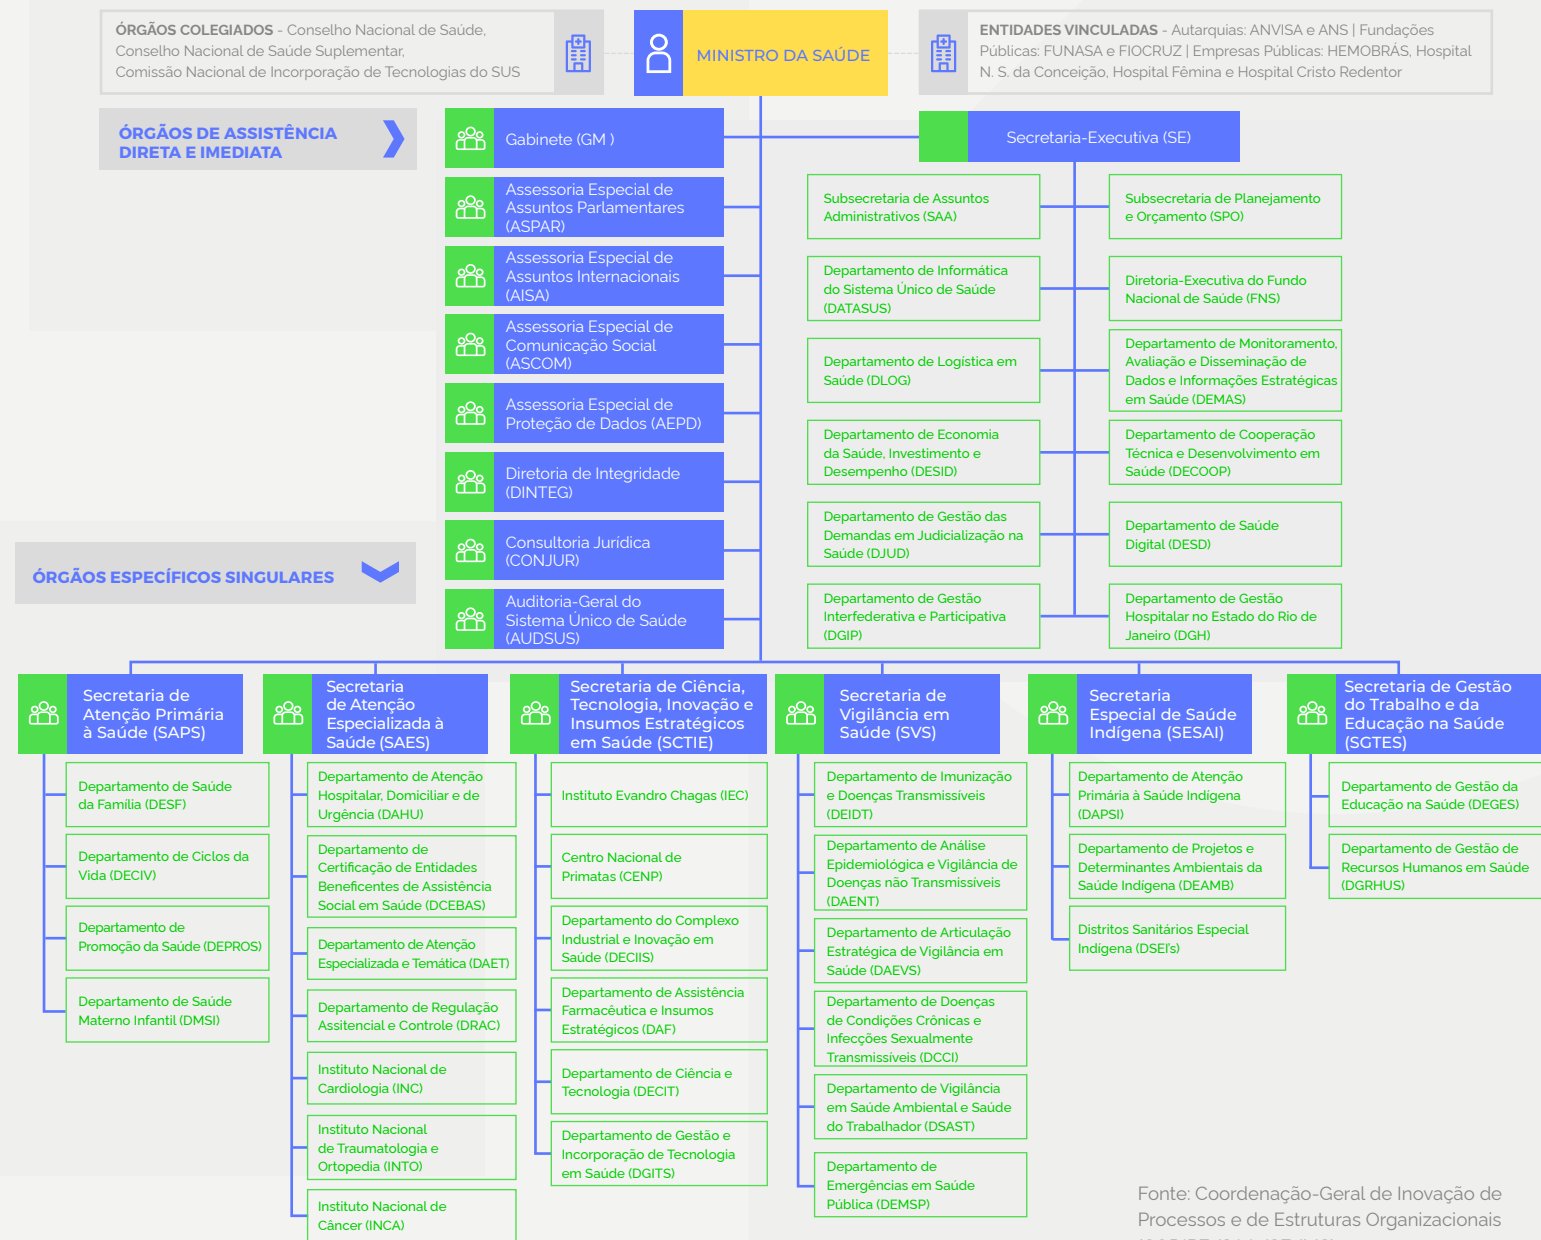 ÓRGÃOS COLEGIADOS - Conselho Nacional de Saúde,
Conselho Nacional de Saúde Suplementar,
Comissão Nacional de Incorporação de Tecnologias do SUS
MINISTRO DA SAÚDE
ENTIDADES VINCULADAS - Autarquias: ANVISA e ANS | Fundações
Públicas: FUNASA e FIOCRUZ | Empresas Públicas: HEMOBRÁS, Hospital
N. S. da Conceição, Hospital Fêmina e Hospital Cristo Redentor
ÓRGÃOS DE ASSISTÊNCIA
DIRETA E IMEDIATA
Gabinete (GM )
Assessoria Especial de
Assuntos Parlamentares
(ASPAR)
Assessoria Especial de
Assuntos Internacionais
(AISA)
Assessoria Especial de
Comunicação Social
(ASCOM)
Assessoria Especial de
Proteção de Dados (AEPD)
Diretoria de Integridade
(DINTEG)
Consultoria Jurídica
(CONJUR)
Auditoria-Geral do
Sistema Único de Saúde
(AUDSUS)
Secretaria-Executiva (SE)
Subsecretaria de Assuntos
Administrativos (SAA)
Subsecretaria de Planejamento
e Orçamento (SPO)
Departamento de Informática
do Sistema Único de Saúde
(DATASUS)
Diretoria-Executiva do Fundo
Nacional de Saúde (FNS)
Departamento de Logística em
Saúde (DLOG)
Departamento de Monitoramento,
Avaliação e Disseminação de
Dados e Informações Estratégicas
em Saúde (DEMAS)
Departamento de Economia
da Saúde, Investimento e
Desempenho (DESID)
Departamento de Cooperação
Técnica e Desenvolvimento em
Saúde (DECOOP)
Departamento de Gestão das
Demandas em Judicialização na
Saúde (DJUD)
Departamento de Saúde
Digital (DESD)
Departamento de Gestão
Interfederativa e Participativa
(DGIP)
Departamento de Gestão
Hospitalar no Estado do Rio de
Janeiro (DGH)
ÓRGÃOS ESPECÍFICOS SINGULARES
Secretaria de
Atenção Primária
à Saúde (SAPS)
Departamento de Saúde
da Família (DESF)
Departamento de Ciclos da
Vida (DECIV)
Departamento de
Promoção da Saúde (DEPROS)
Departamento de Saúde
Materno Infantil (DMSI)
Secretaria
de Atenção
Especializada à
Saúde (SAES)
Departamento de Atenção
Hospitalar, Domiciliar e de
Urgência (DAHU)
Departamento de
Certificação de Entidades
Beneficentes de Assistência
Social em Saúde (DCEBAS)
Departamento de Atenção
Especializada e Temática (DAET)
Departamento de Regulação
Assitencial e Controle (DRAC)
Instituto Nacional de
Cardiologia (INC)
Instituto Nacional
de Traumatologia e
Ortopedia (INTO)
Instituto Nacional de
Câncer (INCA)
Secretaria de Ciência,
Tecnologia, Inovação e
Insumos Estratégicos
em Saúde (SCTIE)
Instituto Evandro Chagas (IEC)
Centro Nacional de
Primatas (CENP)
Departamento do Complexo
Industrial e Inovação em
Saúde (DECIIS)
Departamento de Assistência
Farmacêutica e Insumos
Estratégicos (DAF)
Departamento de Ciência e
Tecnologia (DECIT)
Departamento de Gestão e
Incorporação de Tecnologia
em Saúde (DGITS)
Secretaria de
Vigilância em
Saúde (SVS)
Departamento de Imunização
e Doenças Transmissíveis
(DEIDT)
Departamento de Análise
Epidemiológica e Vigilância de
Doenças não Transmissíveis
(DAENT)
Departamento de Articulação
Estratégica de Vigilância em
Saúde (DAEVS)
Departamento de Doenças
de Condições Crônicas e
Infecções Sexualmente
Transmissíveis (DCCI)
Departamento de Vigilância
em Saúde Ambiental e Saúde
do Trabalhador (DSAST)
Departamento de
Emergências em Saúde
Pública (DEMSP)
Secretaria
Especial de Saúde
Indígena (SESAI)
Departamento de Atenção
Primária à Saúde Indígena
(DAPSI)
Departamento de Projetos e
Determinantes Ambientais da
Saúde Indígena (DEAMB)
Distritos Sanitários Especial
Indígena (DSEI's)
Secretaria de Gestão
do Trabalho e da
Educação na Saúde
(SGTES)
Departamento de Gestão da
Educação na Saúde (DEGES)
Departamento de Gestão de
Recursos Humanos em Saúde
(DGRHUS)
Fonte: Coordenação-Geral de Inovação de
Processos e de Estruturas Organizacionais